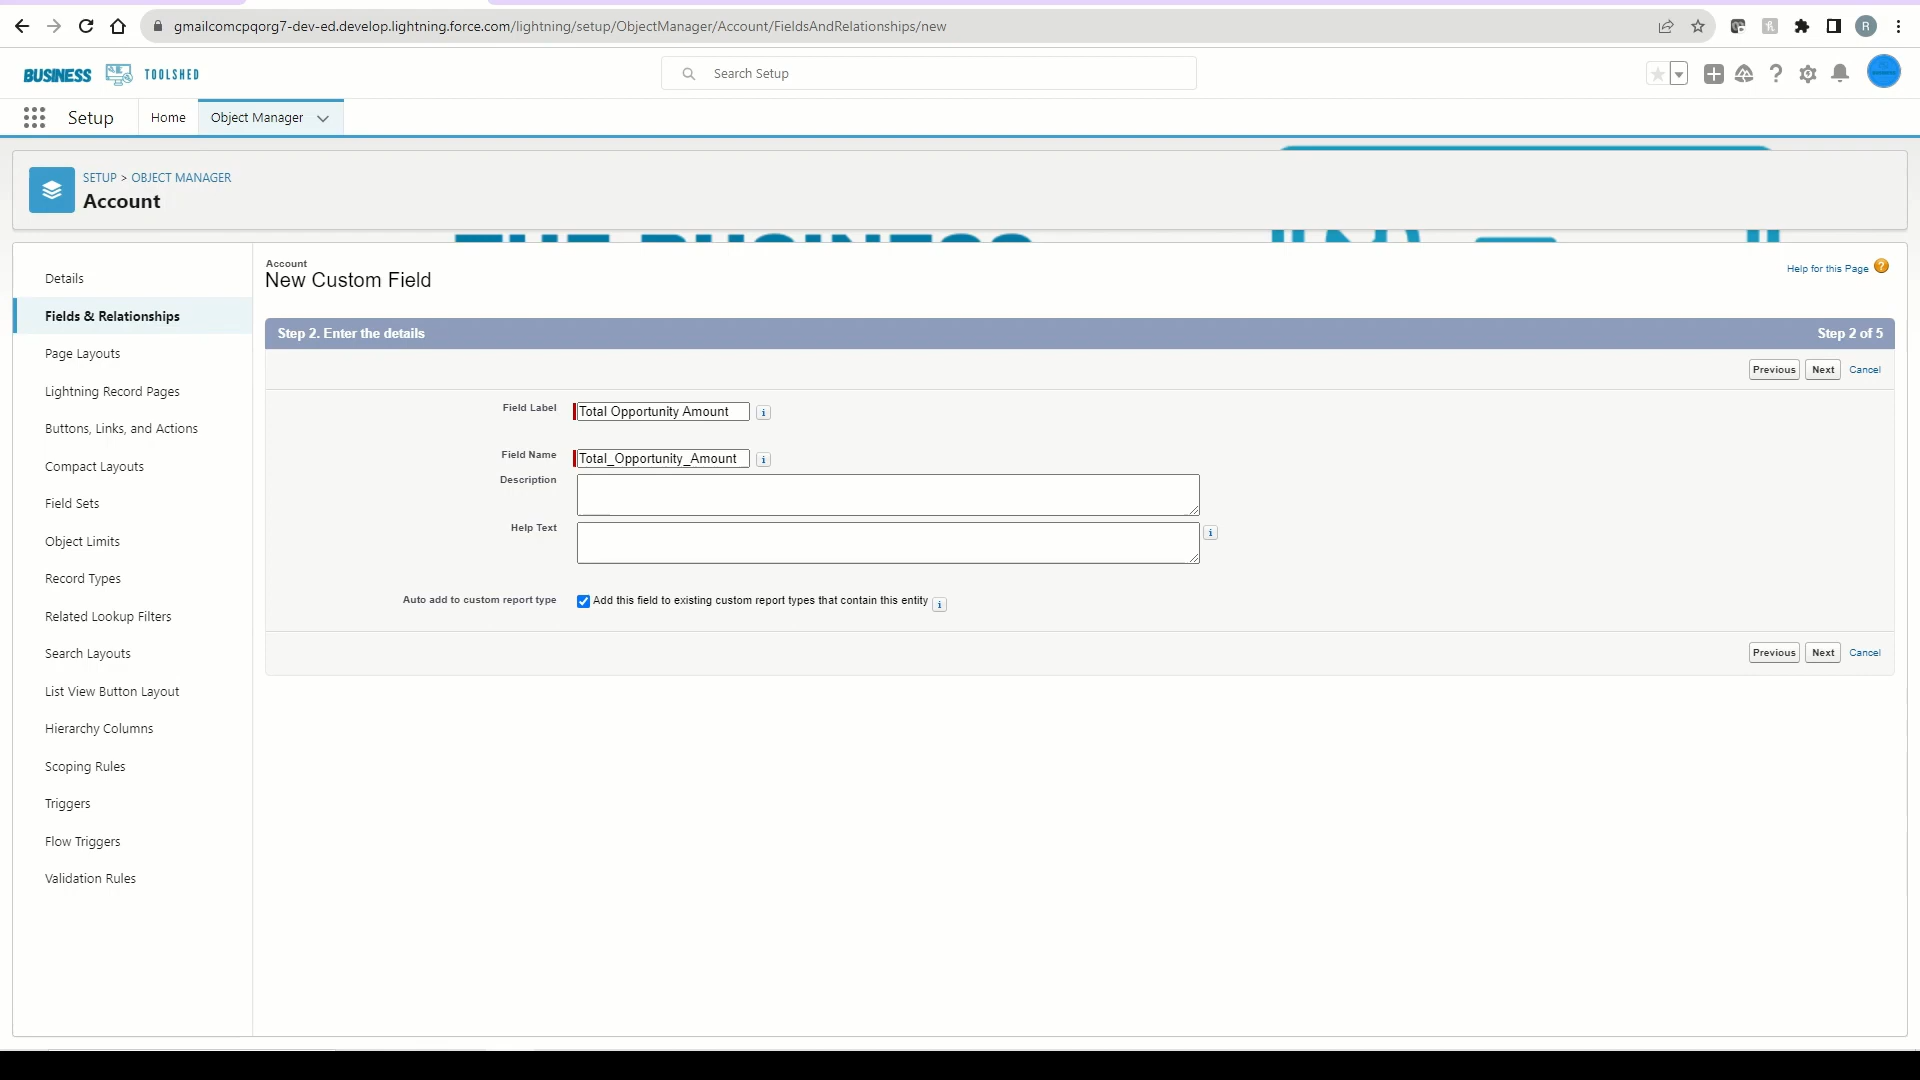 gmailcomcpqorg7-dev-ed.develop.lightning.force.com/lightning/setup/ObjectManager/Account/FieldsAndRelationships/new
R
BUSINESS TOOLSHED
Search Setup
Setup
Home
Object Manager
SETUP > OBJECT MANAGER
Account
Details
Fields & Relationships
Page Layouts
Lightning Record Pages
Buttons, Links, and Actions
Compact Layouts
Field Sets
Object Limits
Record Types
Related Lookup Filters
Search Layouts
List View Button Layout
Hierarchy Columns
Scoping Rules
Triggers
Flow Triggers
Validation Rules
Account
New Custom Field
Help for this Page
Step 2. Enter the details
Step 2 of 5
Previous Next Cancel
Field Label Total Opportunity Amount
Field Name Total_Opportunity_Amount
Description
Help Text
Auto add to custom report type Add this field to existing custom report types that contain this entity
Previous Next Cancel